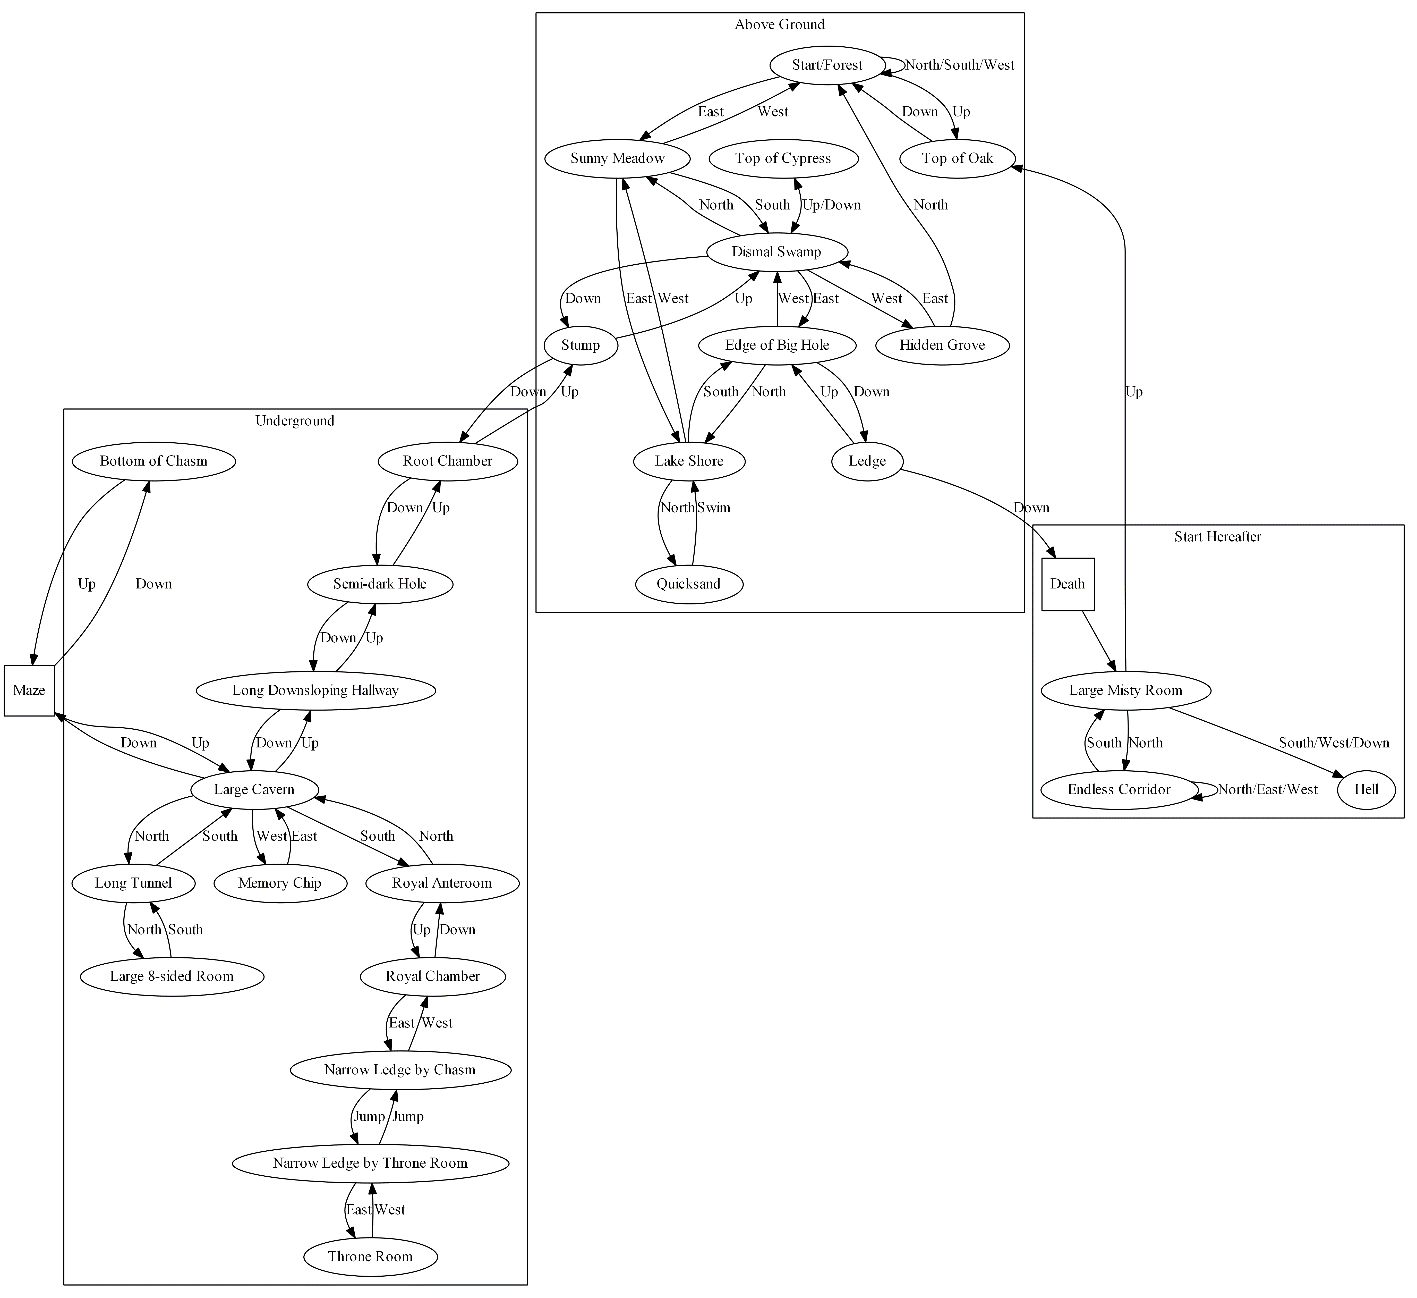 Above Ground
Start/Forest
North/South/West
East
West
Down
Up
Sunny Meadow
Top of Cypress
Top of Oak
North
South
Up/Down
North
Dismal Swamp
Down
East
West
Up
West
East
West
East
Stump
Edge of Big Hole
Hidden Grove
Down
Up
South
North
Up
Down
Up
Underground
Bottom of Chasm
Root Chamber
Lake Shore
Ledge
Down
Up
North
Swim
Down
Start Hereafter
Up
Down
Semi-dark Hole
Quicksand
Death
Down
Up
Maze
Long Downsloping Hallway
Large Misty Room
Down
Up
Down
Up
South
North
South/West/Down
Large Cavern
Endless Corridor
North/East/West
Hell
North
South
West
East
South
North
Long Tunnel
Memory Chip
Royal Anteroom
North
South
Up
Down
Large 8-sided Room
Royal Chamber
East
West
Narrow Ledge by Chasm
Jump
Jump
Narrow Ledge by Throne Room
East
West
Throne Room